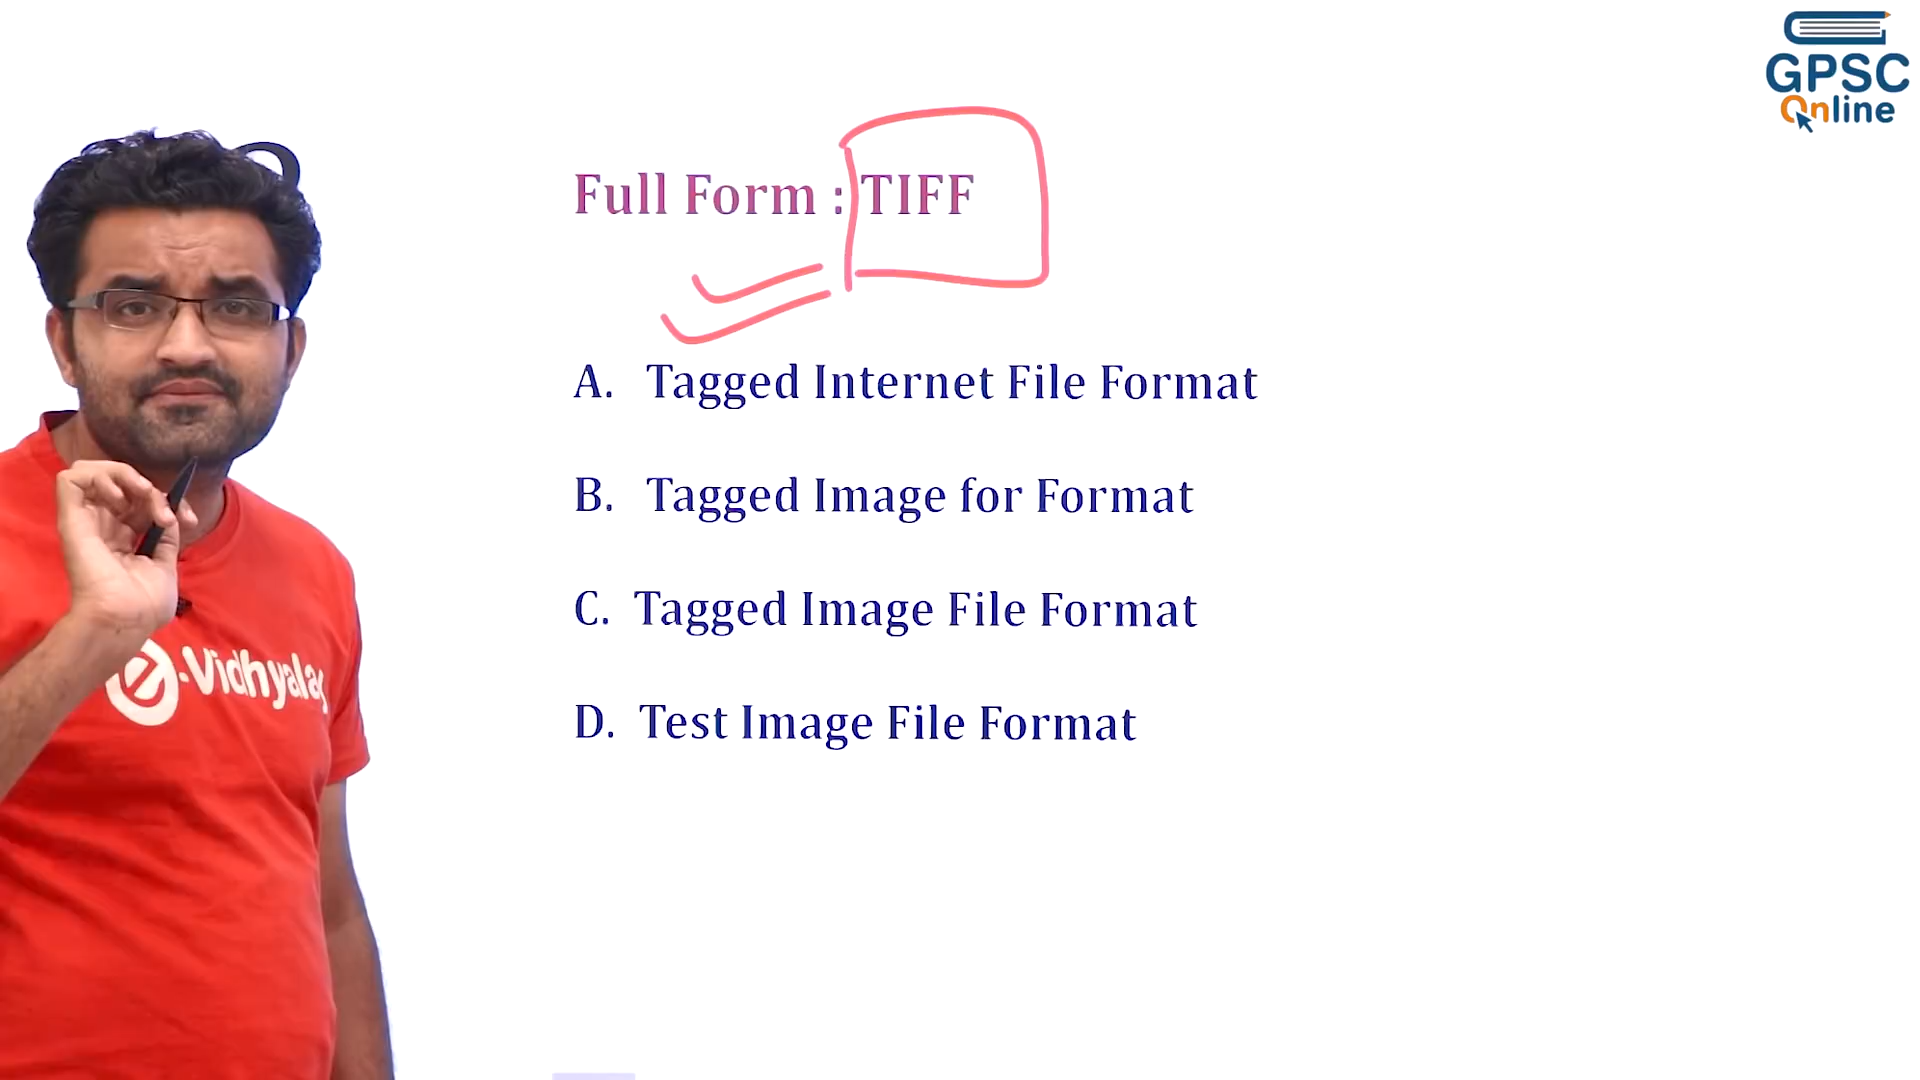 GPSC
Online
Full Form : TIFF
A. Tagged Internet File Format
B. Tagged Image for Format
C. Tagged Image File Format
D. Test Image File Format
e-Vidhyalay